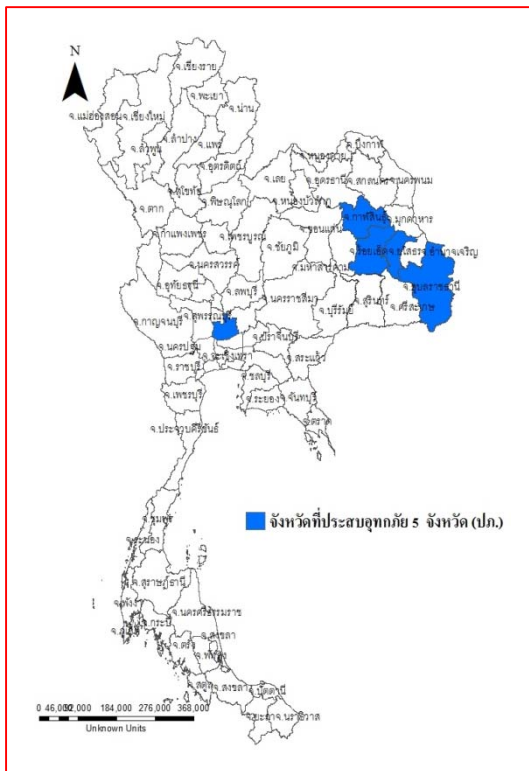 N
จ.เชียงราย
จ.พะเยา
จ.แม่ฮ่องสอน จ.เชียงใหม่
จ.น่าน
จ.ลำปาง
จ.แพร่
จ.ลำพูน
จ.อุตรดิตถ์
จ.สุโขทัย
จ.พิษณุโลก
จ.ตาก
จ.กำแพงเพชร
จ.เพชรบูรณ์
จ.เลย
จ.หนองคาย
จ.บึงกาฬ
จ.อุดรธานี
จ.สกลนคร
จ.นครพนม
จ.หนองบัวลำภู
จ.ขอนแก่น
จ.กาฬสินธุ์
จ.มุกดาหาร
จ.ชัยภูมิ
จ.มหาสารคาม
จ.ร้อยเอ็ด
จ.ยโสธร
จ.อำนาจเจริญ
จ.อุบลราชธานี
จ.นครสวรรค์
จ.อุทัยธานี
จ.ลพบุรี
จ.นครราชสีมา
จ.บุรีรัมย์
จ.สุรินทร์
จ.ศรีสะเกษ
จ.กาญจนบุรี
จ.สุพรรณบุรี
จ.ปราจีนบุรี
จ.นครปฐม
จ.ฉะเชิงเทรา
จ.สระแก้ว
จ.ราชบุรี
จ.ชลบุรี
จ.เพชรบุรี
จ.ระยอง
จ.จันทบุรี
จ.ตราด
จ.ประจวบคีรีขันธ์
จ.ชุมพร
จ.ระนอง
จังหวัดที่ประสบอุทกภัย 5 จังหวัด (ปภ.)
จ.สุราษฎ์ธานี
จ.พังงา
จ.นครศรีธรรมราช
จ.ภูเก็ต
จ.กระบี่
จ.สงขลา
จ.ตรัง
จ.พัทลุง
จ.สตูล
จ.สงขลา
จ.ปัตตานี
จ.ยะลา
จ.นราธิวาส
0 46,000 92,000 184,000 276,000 368,000
Unknown Units